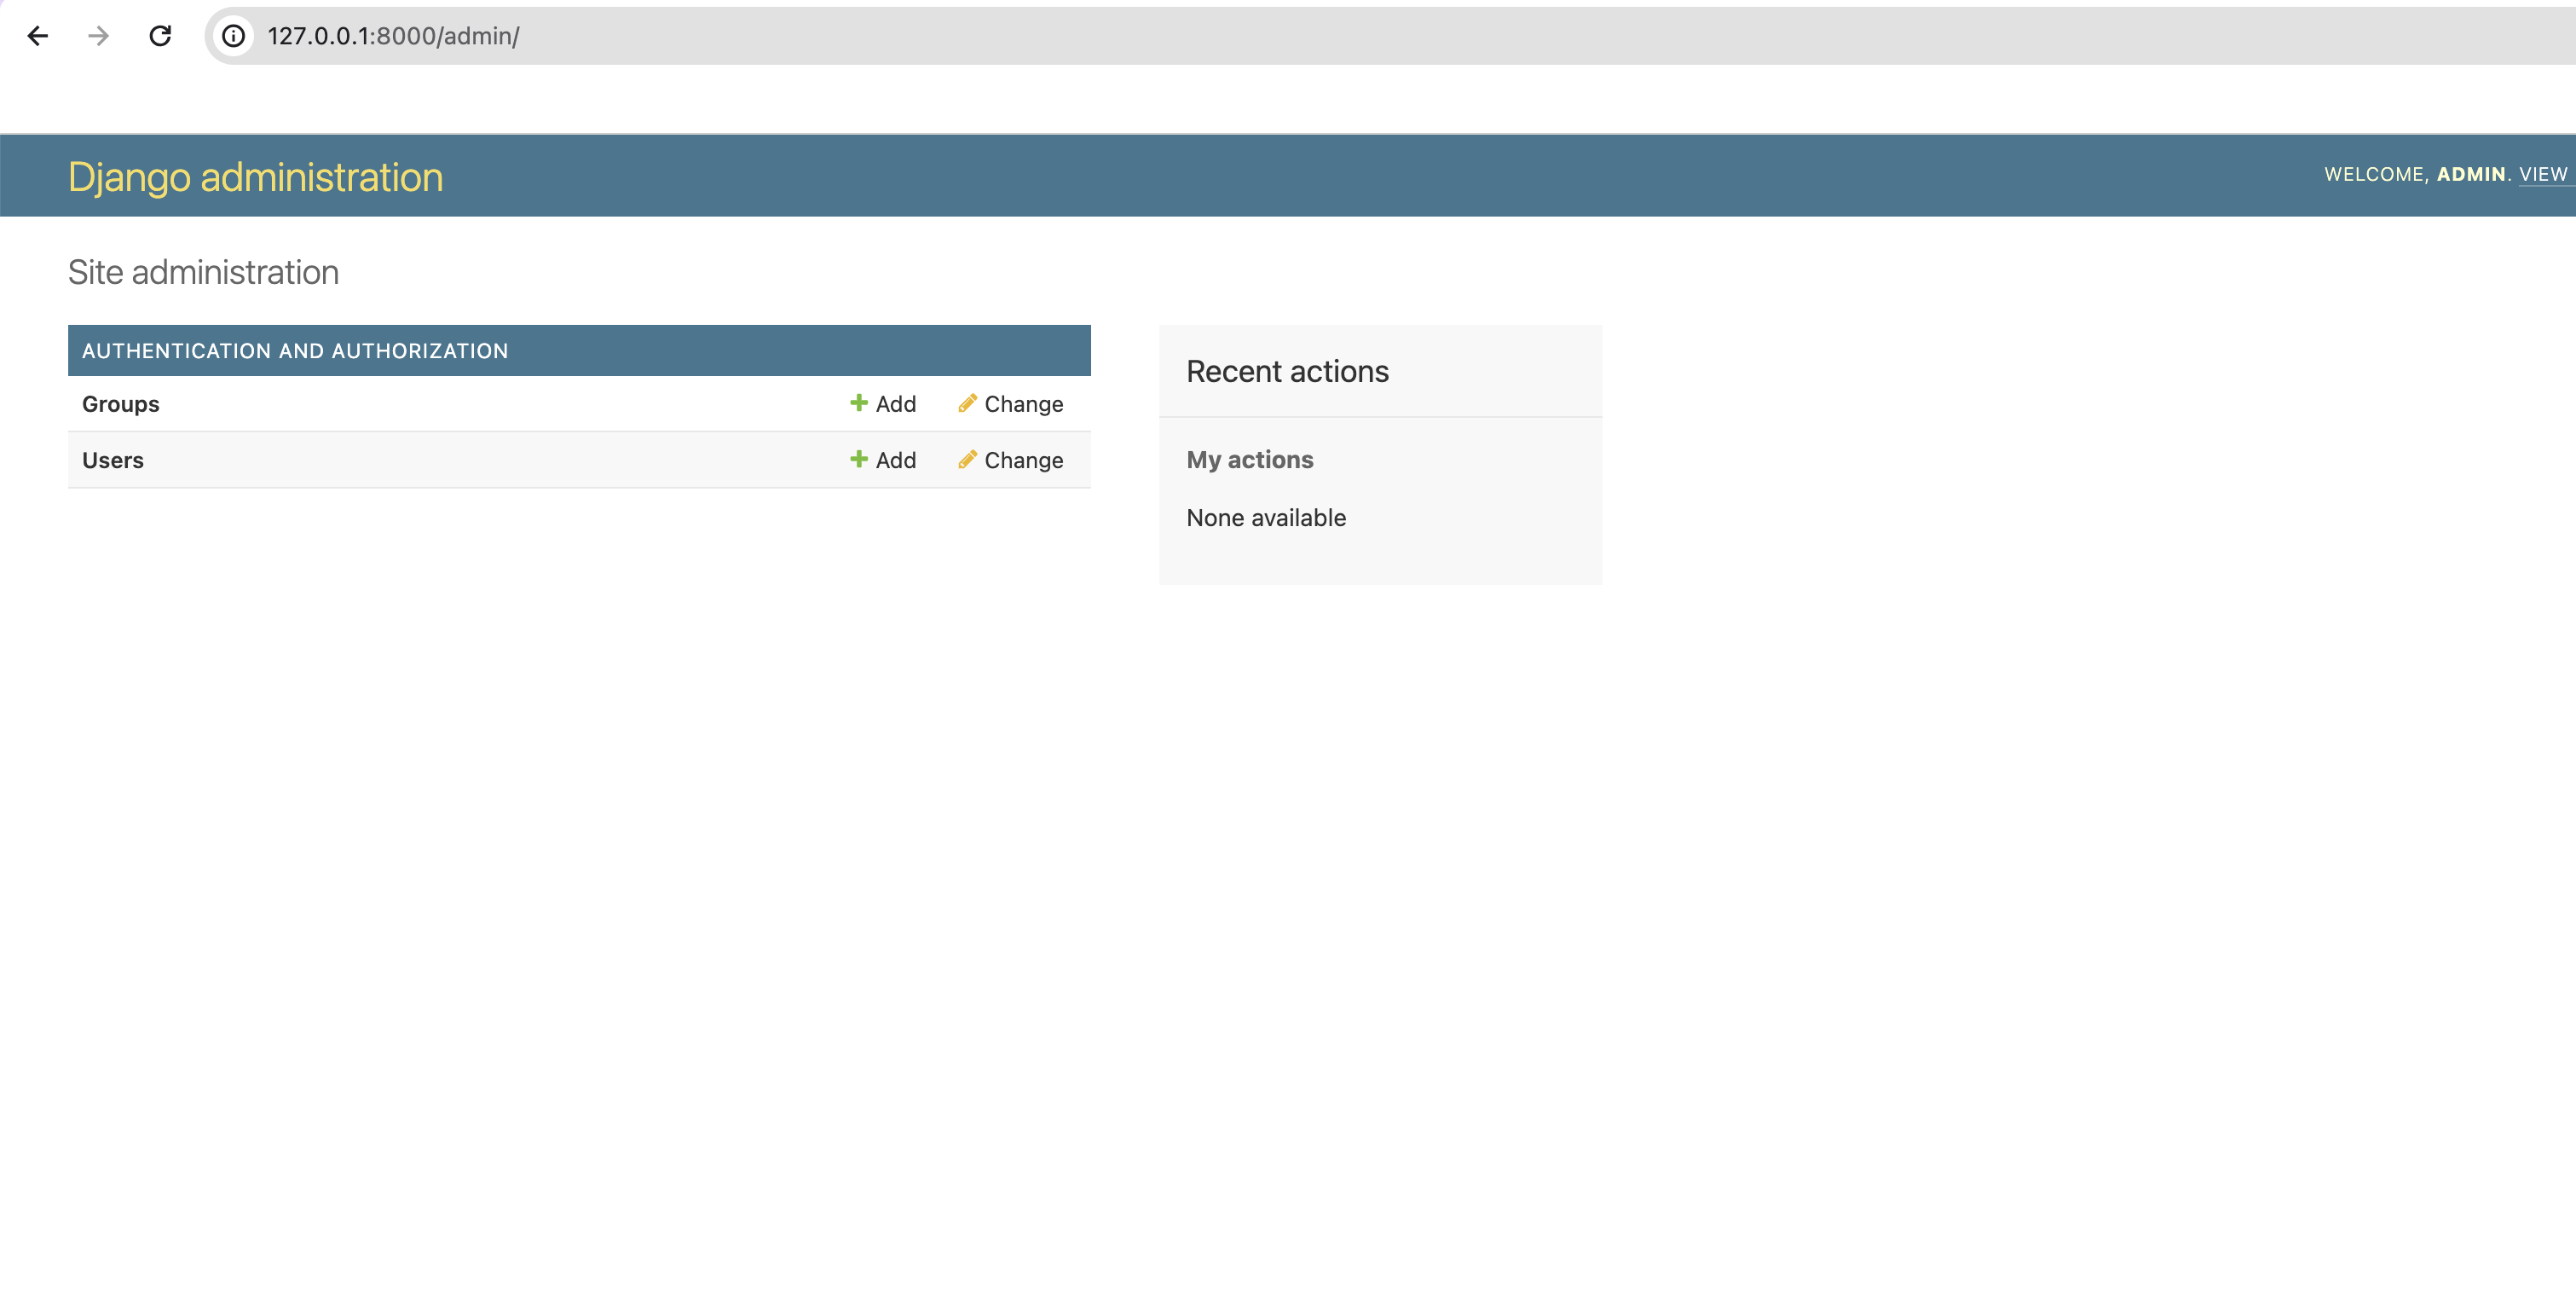 127.0.0.1:8000/admin/
Django administration
WELCOME, ADMIN. VIEW
Site administration
AUTHENTICATION AND AUTHORIZATION
Groups Add Change
Users Add Change
Recent actions
My actions
None available